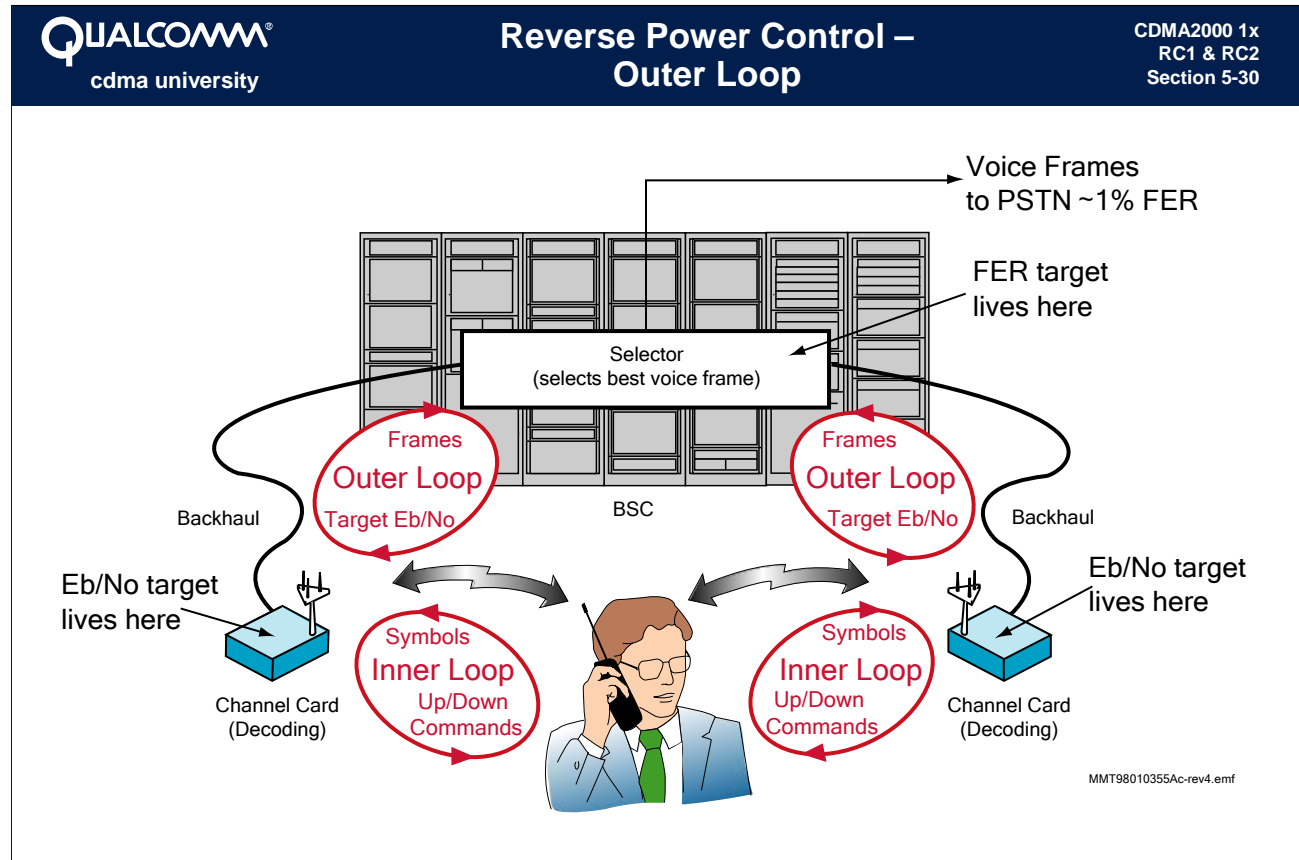 QUALCOMM®
cdma university
Reverse Power Control –
Outer Loop
CDMA2000 1x
RC1 & RC2
Section 5-30
Voice Frames
to PSTN ~1% FER
FER target
lives here
Selector
(selects best voice frame)
Frames
Outer Loop
Target Eb/No
Frames
Outer Loop
Target Eb/No
BSC
Backhaul
Backhaul
Eb/No target
lives here
Eb/No target
lives here
Symbols
Inner Loop
Up/Down
Commands
Symbols
Inner Loop
Up/Down
Commands
Channel Card
(Decoding)
Channel Card
(Decoding)
MMT98010355Ac-rev4.emf